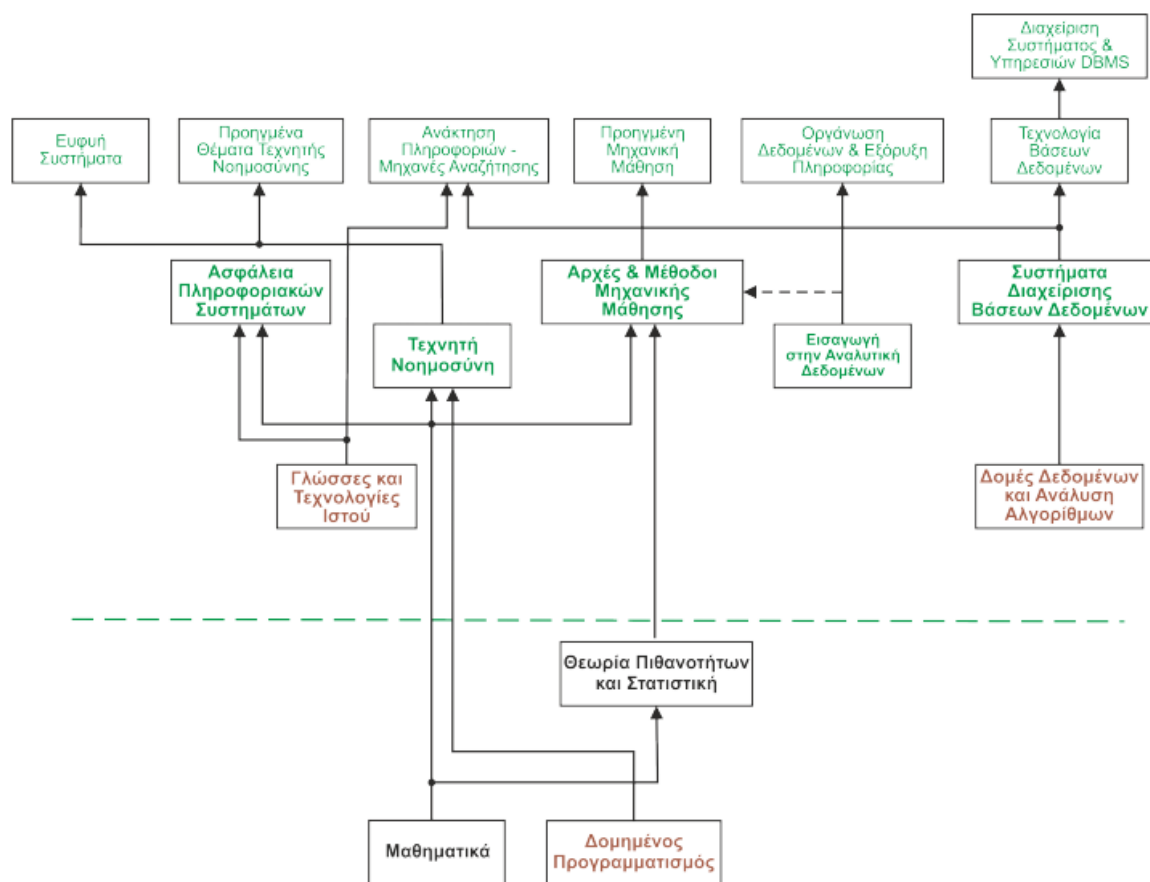 Διαχείριση
Συστήματος &
Υπηρεσιών DBMS
Ευφυή
Συστήματα
Προηγμένα
Θέματα Τεχνητής
Νοημοσύνης
Ανάκτηση
Πληροφοριών -
Μηχανές Αναζήτησης
Προηγμένη
Μηχανική
Μάθηση
Οργάνωση
Δεδομένων & Εξόρυξη
Πληροφορίας
Τεχνολογία
Βάσεων
Δεδομένων
Ασφάλεια
Πληροφοριακών
Συστημάτων
Αρχές & Μέθοδοι
Μηχανικής
Μάθησης
Συστήματα
Διαχείρισης
Βάσεων Δεδομένων
Τεχνητή
Νοημοσύνη
Εισαγωγή
στην Αναλυτική
Δεδομένων
Γλώσσες και
Τεχνολογίες
Ιστού
Δομές Δεδομένων
και Ανάλυση
Αλγορίθμων
Θεωρία Πιθανοτήτων
και Στατιστική
Μαθηματικά
Δομημένος
Προγραμματισμός